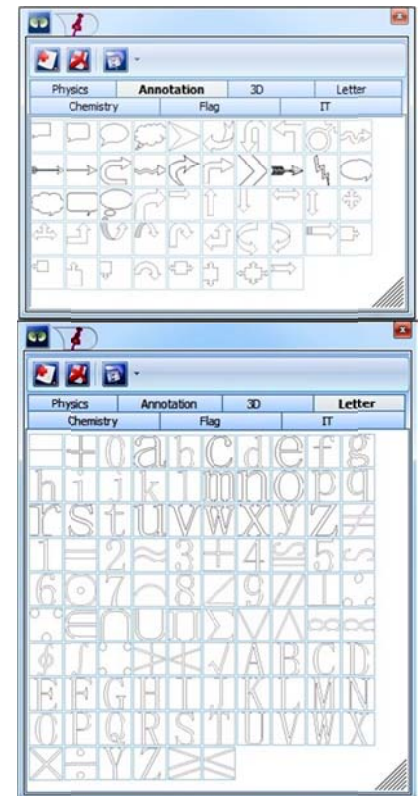 Physics Annotation 3D Letter
Chemistry Flag IT
Physics Annotation 3D Letter
Chemistry Flag IT
+ 0 a b c d e f g
h i j k l m n o p q
r s t u v w x y z ≠
1 = 2 ≈ 3 + 4 ≌ 5 ∽
6 ⊙ 7 ⌒ 8 ∠ 9 // ⊥ ∵
∴ ∈ ∩ ∪ ∏ ∑ ∨ ∧
∮ ∫ ∷ √ A B C D
E F G H I J K L M N
O P Q R S T U V W X
× ÷ Y Z